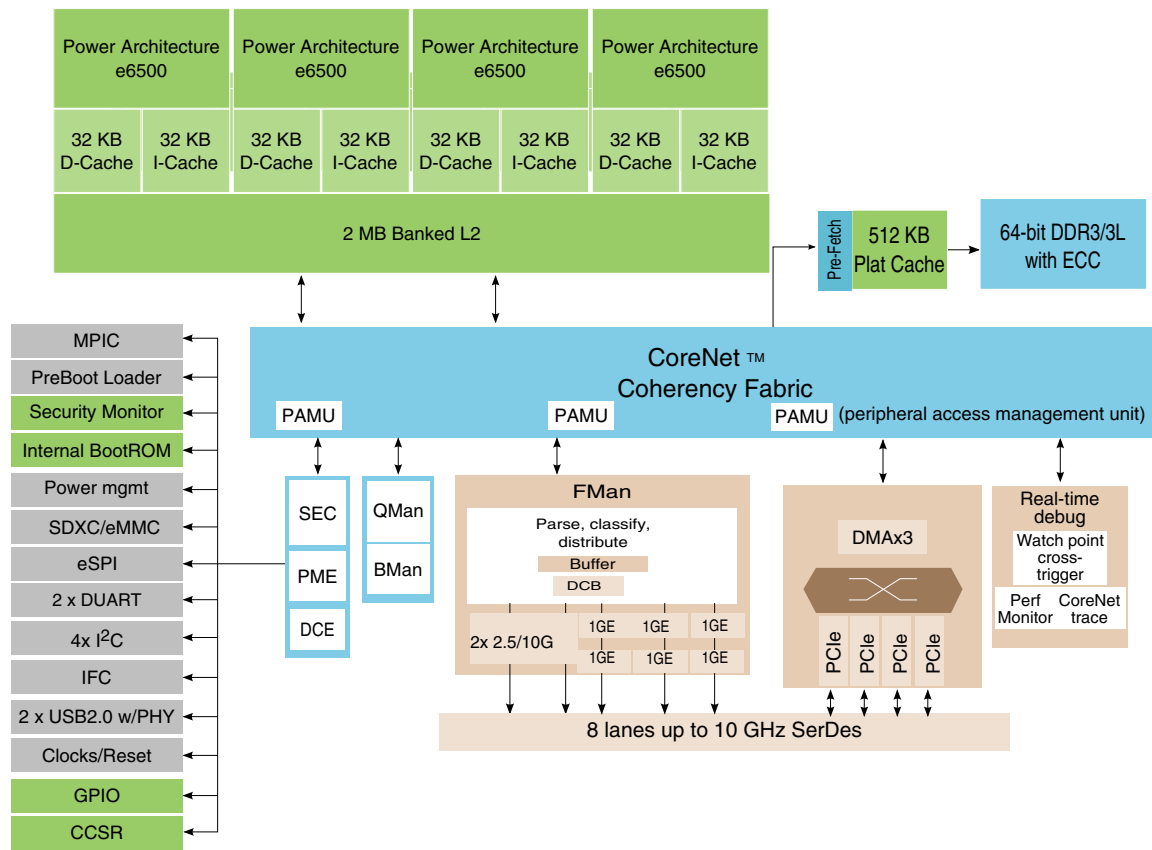 Power Architecture
e6500
Power Architecture
e6500
Power Architecture
e6500
Power Architecture
e6500
32 KB
D-Cache
32 KB
I-Cache
32 KB
D-Cache
32 KB
I-Cache
32 KB
D-Cache
32 KB
I-Cache
32 KB
D-Cache
32 KB
I-Cache
2 MB Banked L2
Pre-Fetch
512 KB
Plat Cache
64-bit DDR3/3L
with ECC
MPIC
PreBoot Loader
Security Monitor
Internal BootROM
Power mgmt
SDXC/eMMC
eSPI
2 x DUART
4x I²C
IFC
2 x USB2.0 w/PHY
Clocks/Reset
GPIO
CCSR
CoreNet ™
Coherency Fabric
PAMU
PAMU
PAMU (peripheral access management unit)
SEC
PME
DCE
QMan
BMan
FMan
Parse, classify,
distribute
Buffer
DCB
2x 2.5/10G
1GE
1GE
1GE
1GE
1GE
1GE
DMAx3
PCIe
PCIe
PCIe
PCIe
Real-time
debug
Watch point
cross-
trigger
Perf
Monitor
CoreNet
trace
8 lanes up to 10 GHz SerDes